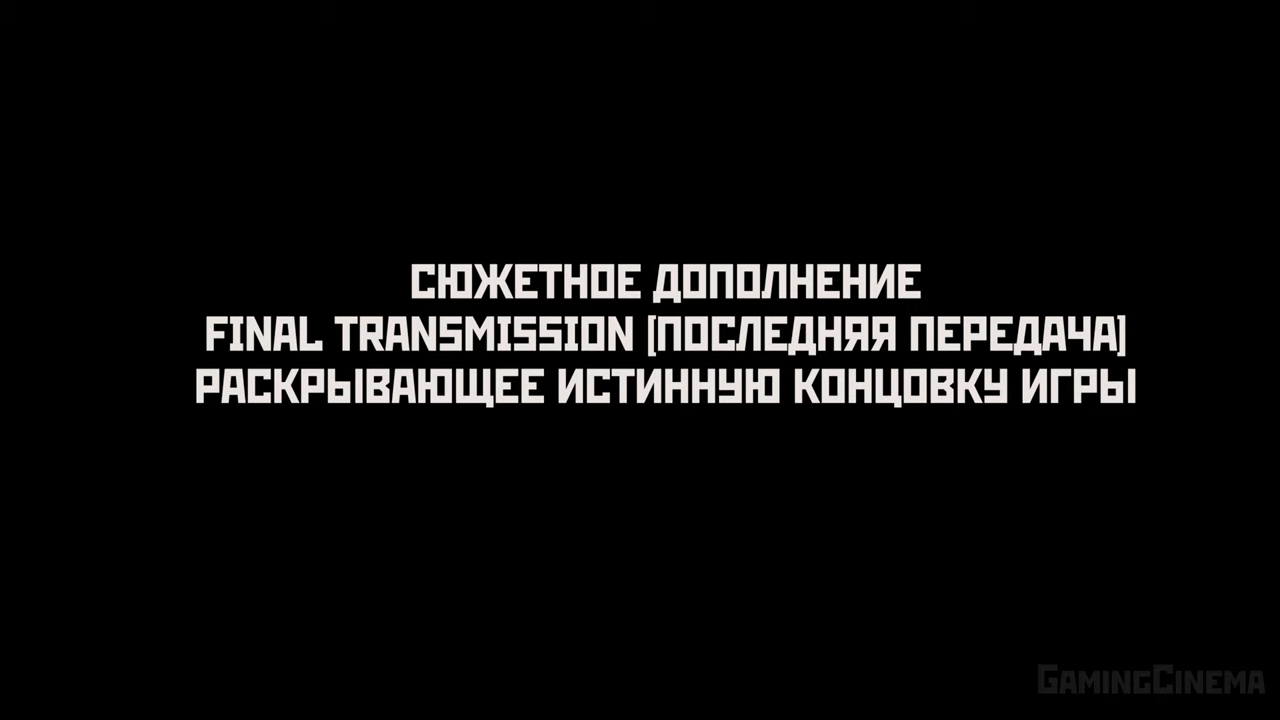 СЮЖЕТНОЕ ДОПОЛНЕНИЕ
FINAL TRANSMISSION [ПОСЛЕДНЯЯ ПЕРЕДАЧА]
РАСКРЫВАЮЩЕЕ ИСТИННУЮ КОНЦОВКУ ИГРЫ
GAMINGCINEMA